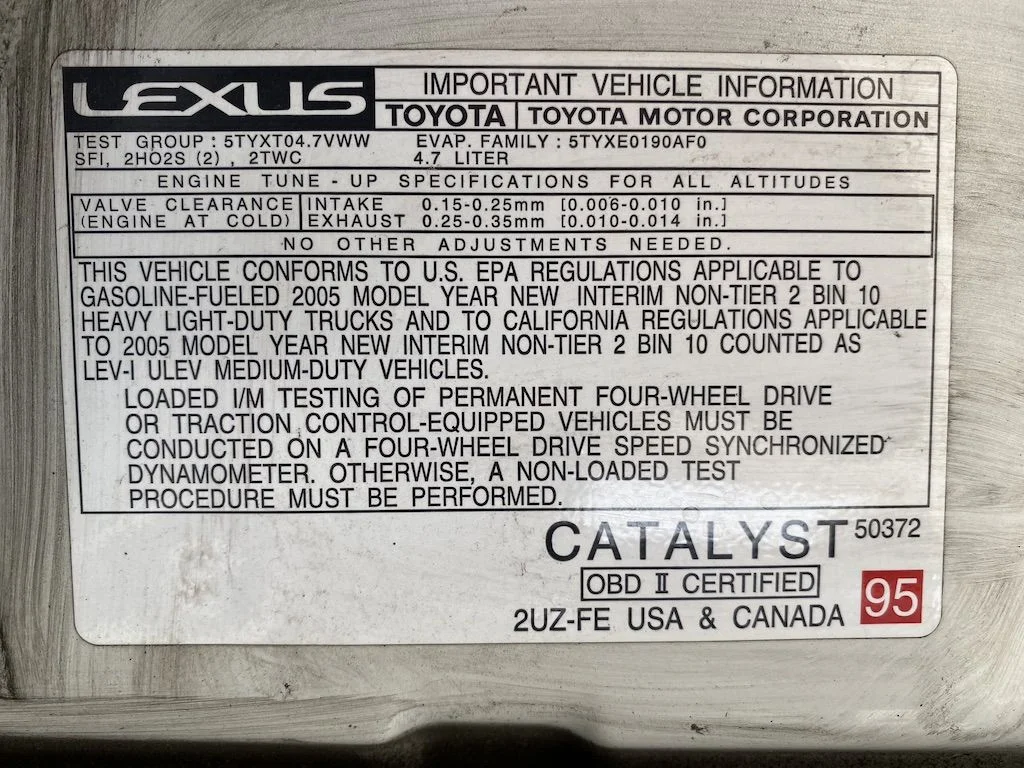 LEXUS
IMPORTANT VEHICLE INFORMATION
TOYOTA TOYOTA MOTOR CORPORATION
TEST GROUP : 5TYXT04.7VWW EVAP. FAMILY : 5TYXE0190AF0
SFI, 2HO2S (2) , 2TWC 4.7 LITER
ENGINE TUNE - UP SPECIFICATIONS FOR ALL ALTITUDES
VALVE CLEARANCE INTAKE 0.15-0.25mm [0.006-0.010 in.]
(ENGINE AT COLD) EXHAUST 0.25-0.35mm [0.010-0.014 in.]
NO OTHER ADJUSTMENTS NEEDED.
THIS VEHICLE CONFORMS TO U.S. EPA REGULATIONS APPLICABLE TO
GASOLINE-FUELED 2005 MODEL YEAR NEW INTERIM NON-TIER 2 BIN 10
HEAVY LIGHT-DUTY TRUCKS AND TO CALIFORNIA REGULATIONS APPLICABLE
TO 2005 MODEL YEAR NEW INTERIM NON-TIER 2 BIN 10 COUNTED AS
LEV-I ULEV MEDIUM-DUTY VEHICLES.
LOADED I/M TESTING OF PERMANENT FOUR-WHEEL DRIVE
OR TRACTION CONTROL-EQUIPPED VEHICLES MUST BE
CONDUCTED ON A FOUR-WHEEL DRIVE SPEED SYNCHRONIZED
DYNAMOMETER. OTHERWISE, A NON-LOADED TEST
PROCEDURE MUST BE PERFORMED.
CATALYST 50372
OBD II CERTIFIED
2UZ-FE USA & CANADA 95